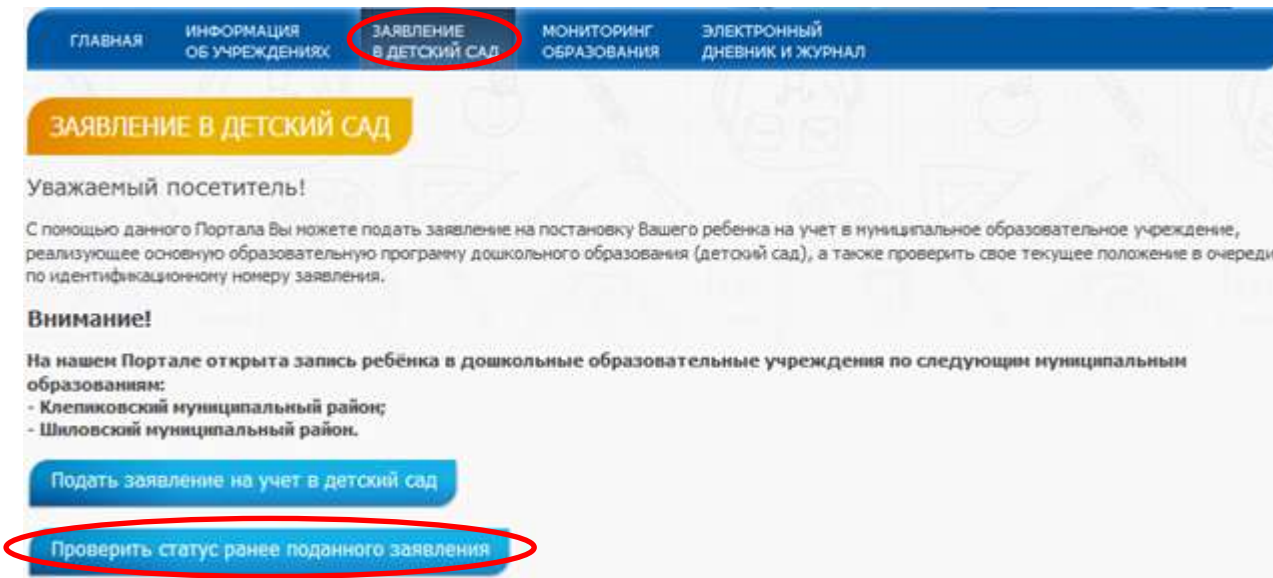 ГЛАВНАЯ
ИНФОРМАЦИЯ
ОБ УЧРЕЖДЕНИЯХ
ЗАЯВЛЕНИЕ
В ДЕТСКИЙ САД
МОНИТОРИНГ
ОБРАЗОВАНИЯ
ЭЛЕКТРОННЫЙ
ДНЕВНИК И ЖУРНАЛ
ЗАЯВЛЕНИЕ В ДЕТСКИЙ САД
Уважаемый посетитель!
С помощью данного Портала Вы можете подать заявление на постановку Вашего ребенка на учет в муниципальное образовательное учреждение,
реализующее основную образовательную программу дошкольного образования (детский сад), а также проверить свое текущее положение в очереди
по идентификационному номеру заявления.
Внимание!
На нашем Портале открыта запись ребёнка в дошкольные образовательные учреждения по следующим муниципальным
образованиям:
- Клепиковский муниципальный район;
- Шиловский муниципальный район.
Подать заявление на учет в детский сад
Проверить статус ранее поданного заявления